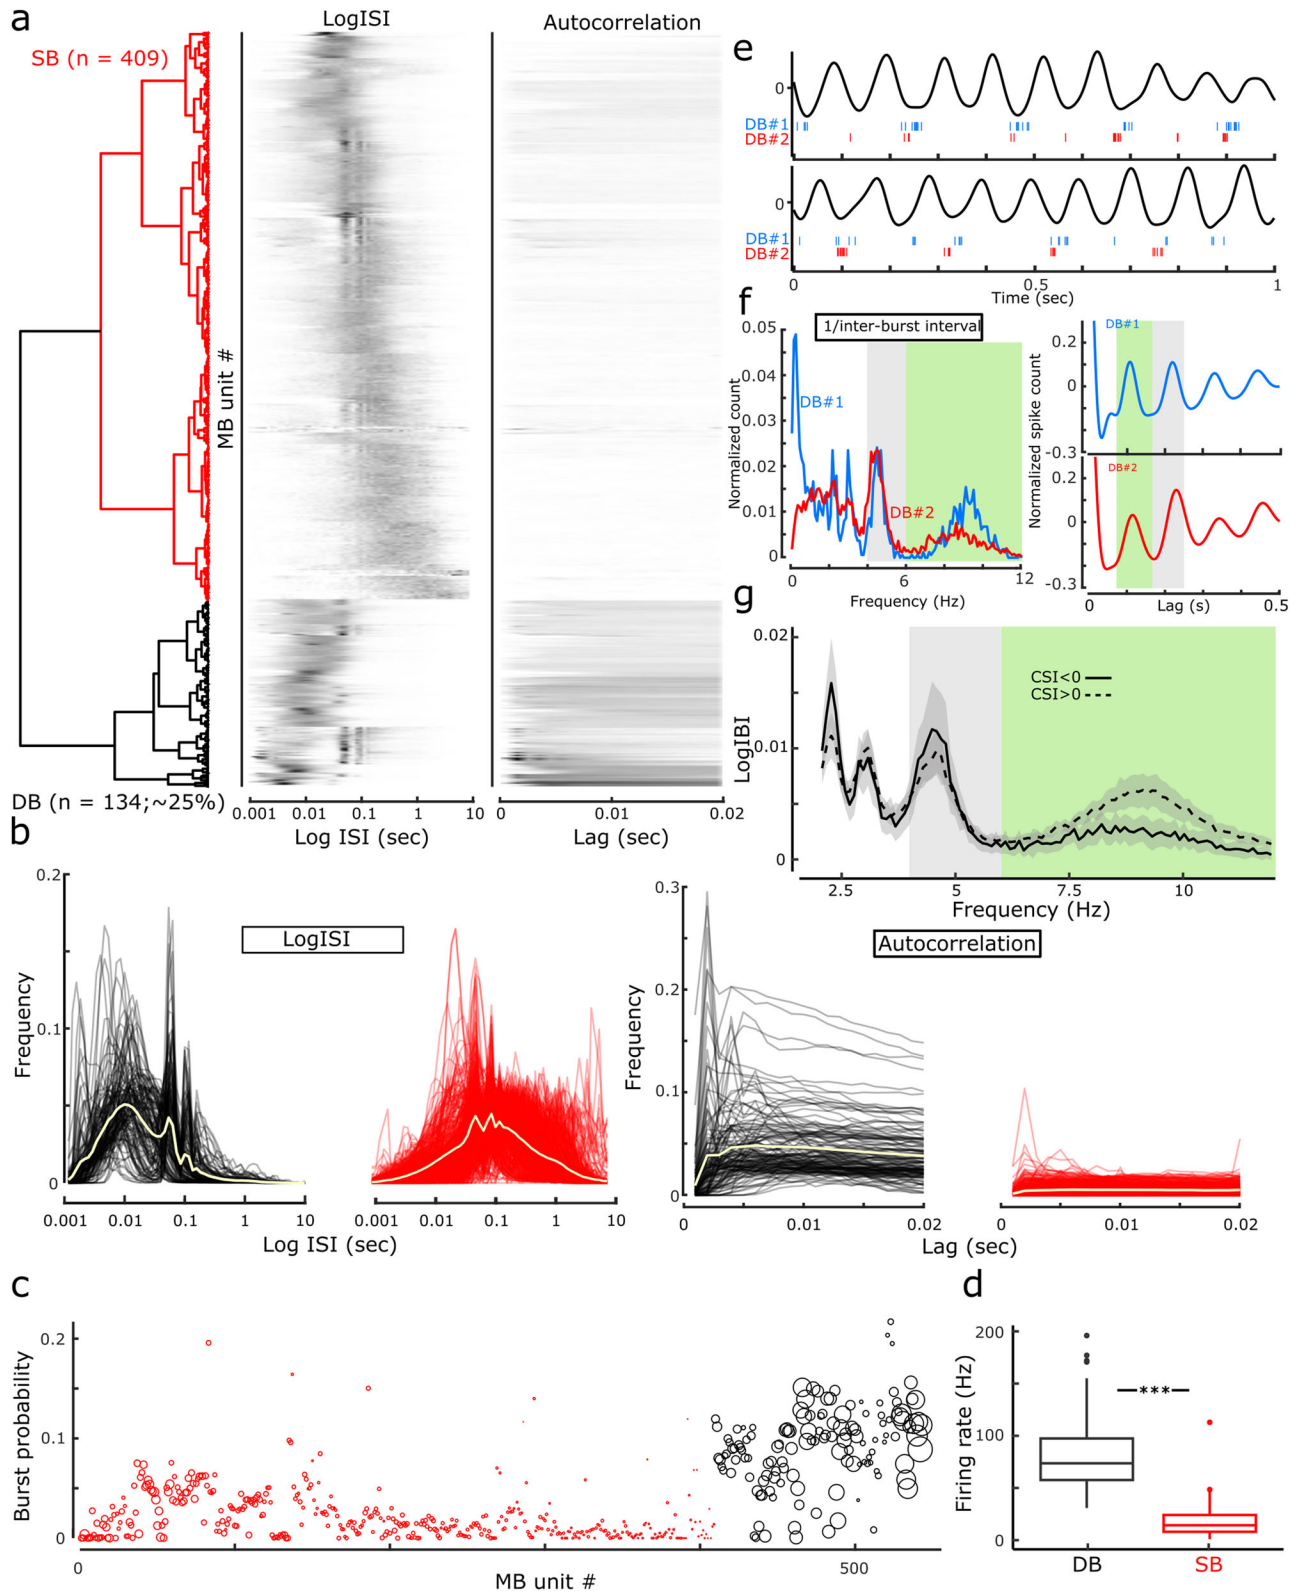 a
SB (n = 409)
LogISI
Autocorrelation
MB unit #
DB (n = 134;~25%)
0.001 0.01 0.1 1 10
Log ISI (sec)
0 0.01 0.02
Lag (sec)
e
0
DB#1
DB#2
0
DB#1
DB#2
0 0.5 1
Time (sec)
f
1/inter-burst interval
Normalized count
0.05
0.04
0.03
0.02
0.01
0
DB#1
DB#2
0 6 12
Frequency (Hz)
Normalized spike count
DB#1
0.2
0
-0.3
DB#2
0.2
0
-0.3
0 0.5
Lag (s)
g
LogIBI
0.02
0.01
0
CSI<0
CSI>0
2.5 5 7.5 10
Frequency (Hz)
b
LogISI
Frequency
0.2
0.1
0
0.001 0.01 0.1 1 10
0.001 0.01 0.1 1 10
Log ISI (sec)
Autocorrelation
Frequency
0.3
0.2
0.1
0
0 0.01 0.02
0 0.01 0.02
Lag (sec)
c
Burst probability
0.2
0.1
0
0 500
MB unit #
d
Firing rate (Hz)
200
100
0
***
DB SB